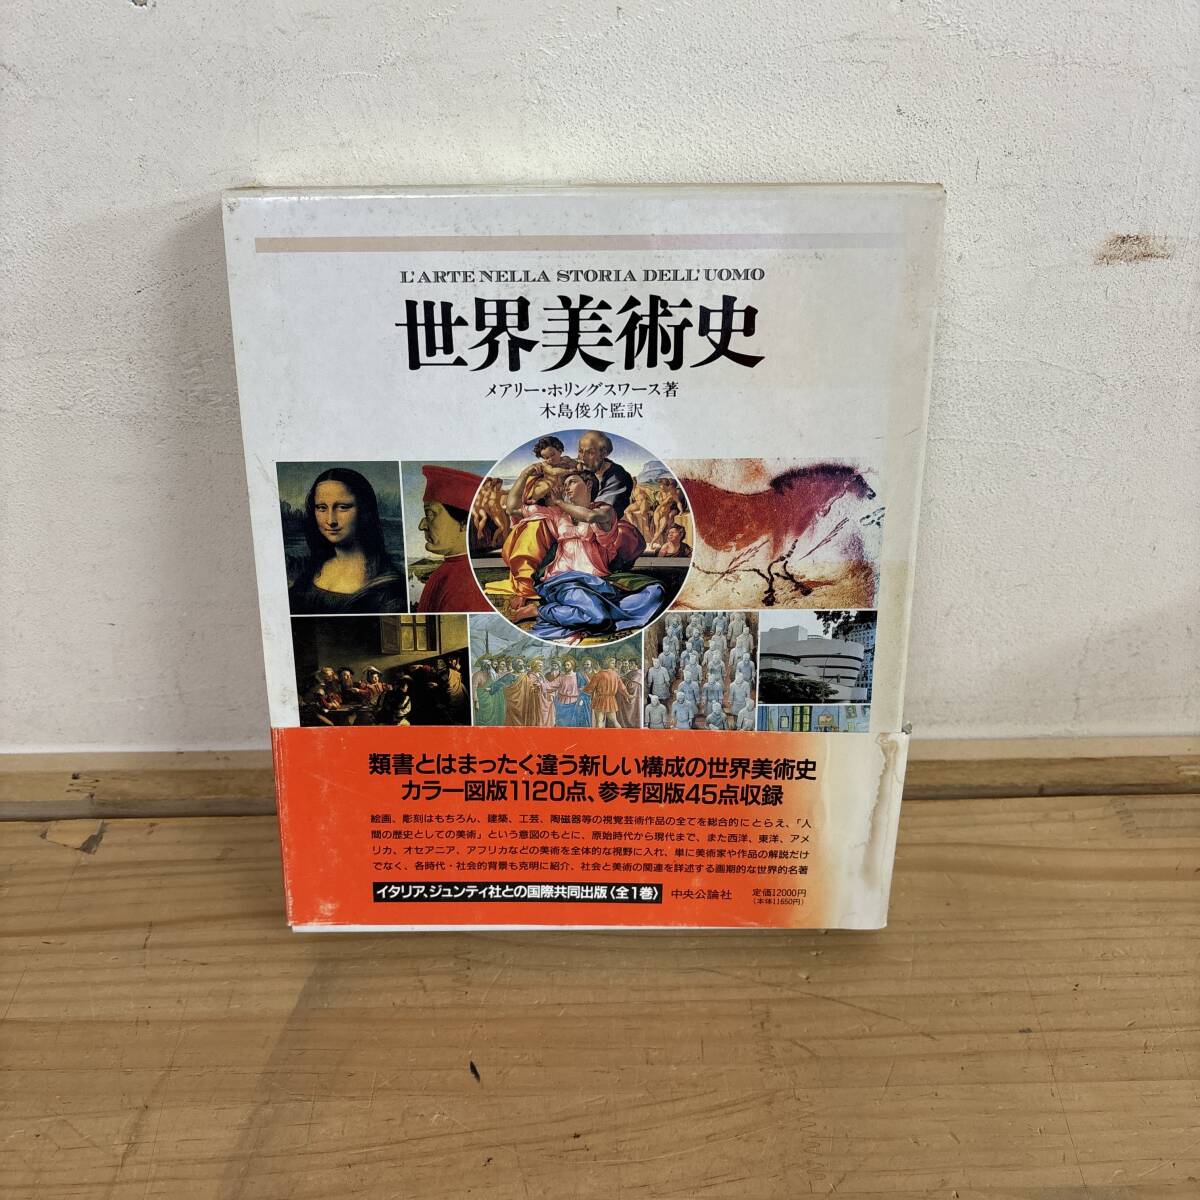 L'ARTE NELLA STORIA DELL'UOMO
世界美術史
メアリー・ホリングスワース著
木島俊介監訳
類書とはまったく違う新しい構成の世界美術史
カラー図版1120点、参考図版45点収録
絵画、彫刻はもちろん、建築、工芸、陶磁器等の視覚芸術作品の全てを総合的にとらえ、「人
間の歴史としての美術」という意図のもとに、原始時代から現代まで、また西洋、東洋、アメ
リカ、オセアニア、アフリカなどの美術を全体的な視野に入れ、単に美術家や作品の解説だけ
でなく、各時代・社会的背景も克明に紹介、社会と美術の関連を詳述する画期的な世界的名著
イタリア、ジュンティ社との国際共同出版〈全1巻〉 中央公論社 定価12000円
(本体11650円)